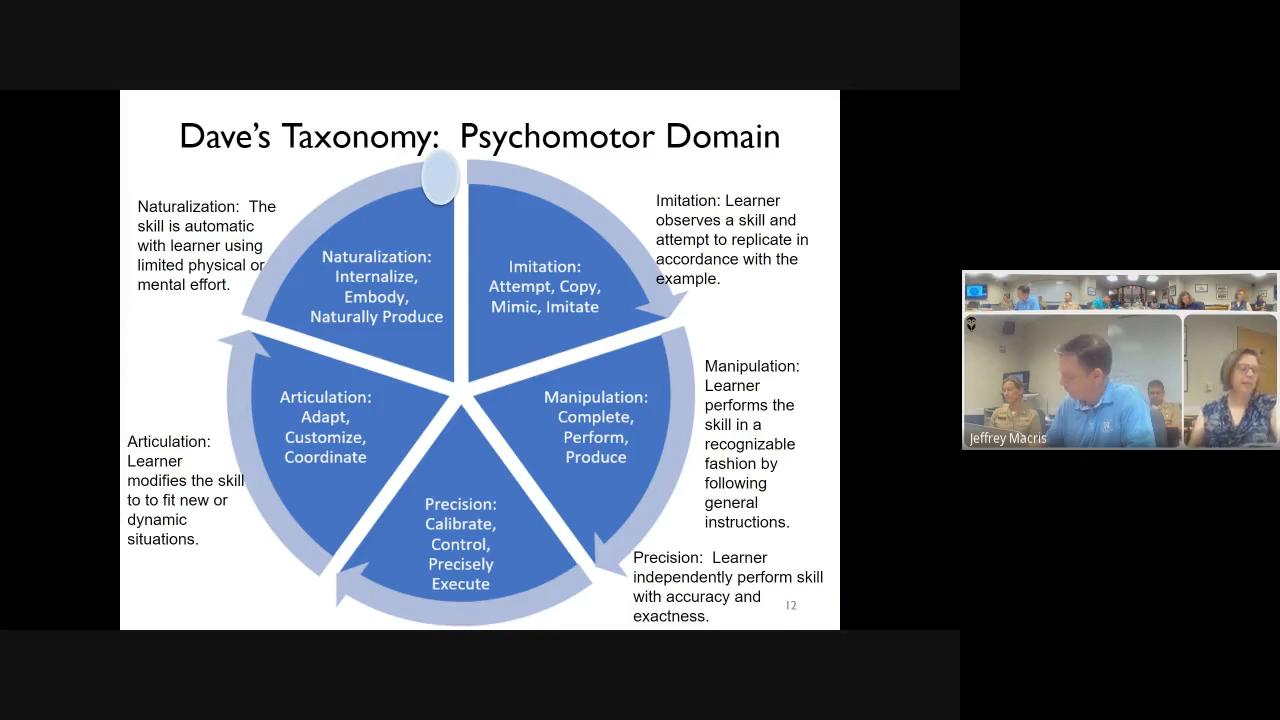 Dave's Taxonomy: Psychomotor Domain
Naturalization: The
skill is automatic
with learner using
limited physical or
mental effort.
Naturalization:
Internalize,
Embody,
Naturally Produce
Imitation:
Attempt, Copy,
Mimic, Imitate
Imitation: Learner
observes a skill and
attempt to replicate in
accordance with the
example.
Articulation:
Adapt,
Customize,
Coordinate
Manipulation:
Complete,
Perform,
Produce
Manipulation:
Learner
performs the
skill in a
recognizable
fashion by
following
general
instructions.
Articulation:
Learner
modifies the skill
to to fit new or
dynamic
situations.
Precision:
Calibrate,
Control,
Precisely
Execute
Precision: Learner
independently perform skill
with accuracy and
exactness.
12
Jeffrey Macris